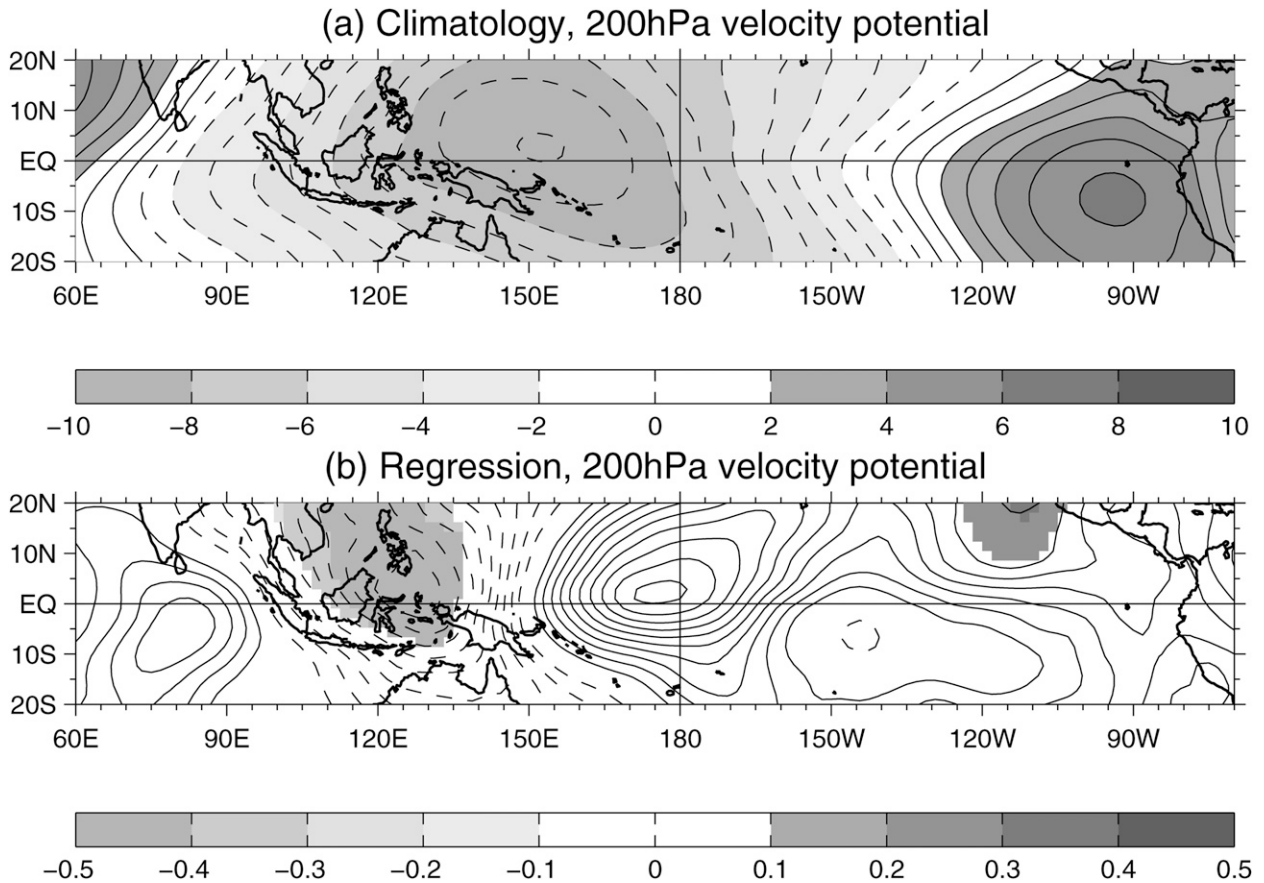 (a) Climatology, 200hPa velocity potential
20N
10N
EQ
10S
20S
60E 90E 120E 150E 180 150W 120W 90W
−10 −8 −6 −4 −2 0 2 4 6 8 10
(b) Regression, 200hPa velocity potential
20N
10N
EQ
10S
20S
60E 90E 120E 150E 180 150W 120W 90W
−0.5 −0.4 −0.3 −0.2 −0.1 0 0.1 0.2 0.3 0.4 0.5